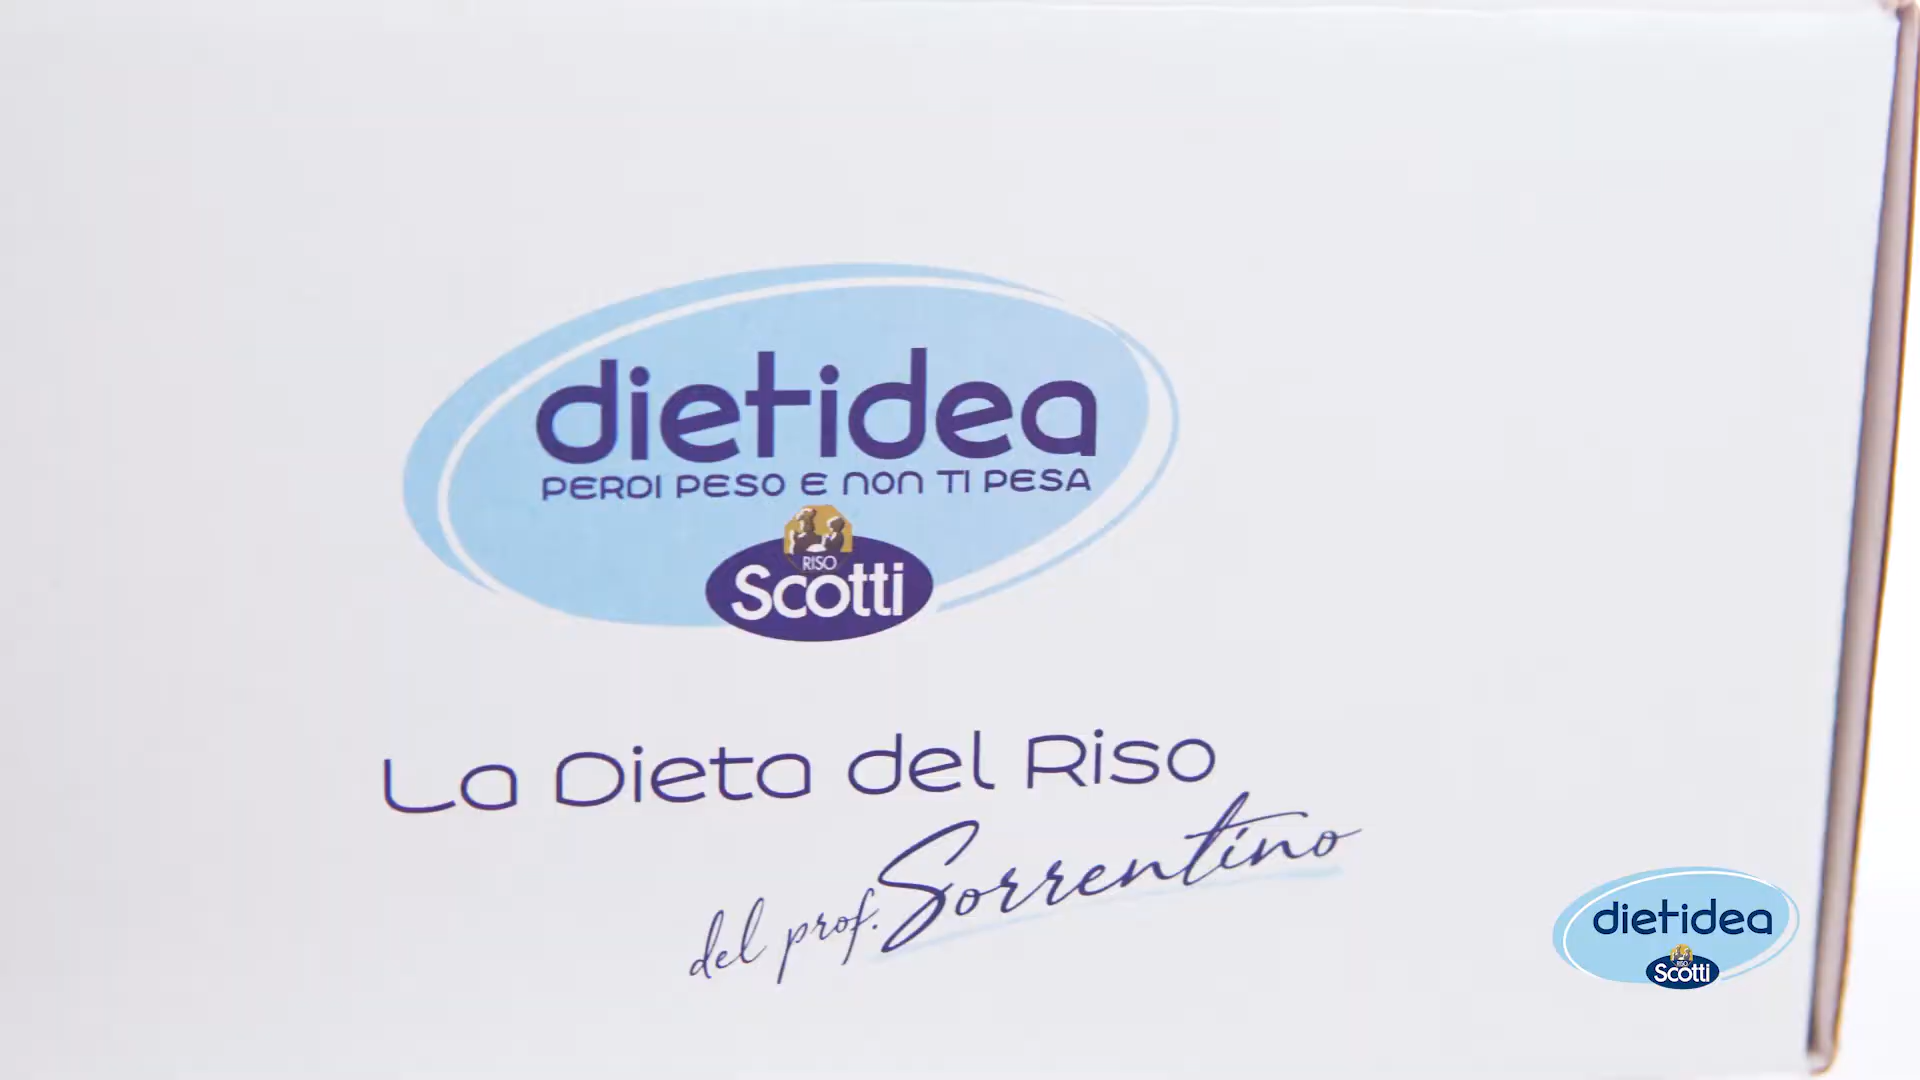 dietidea
PERDI PESO E NON TI PESA
RISO
Scotti
La Dieta del Riso
del prof. Sorrentino
dietidea
RISO
Scotti